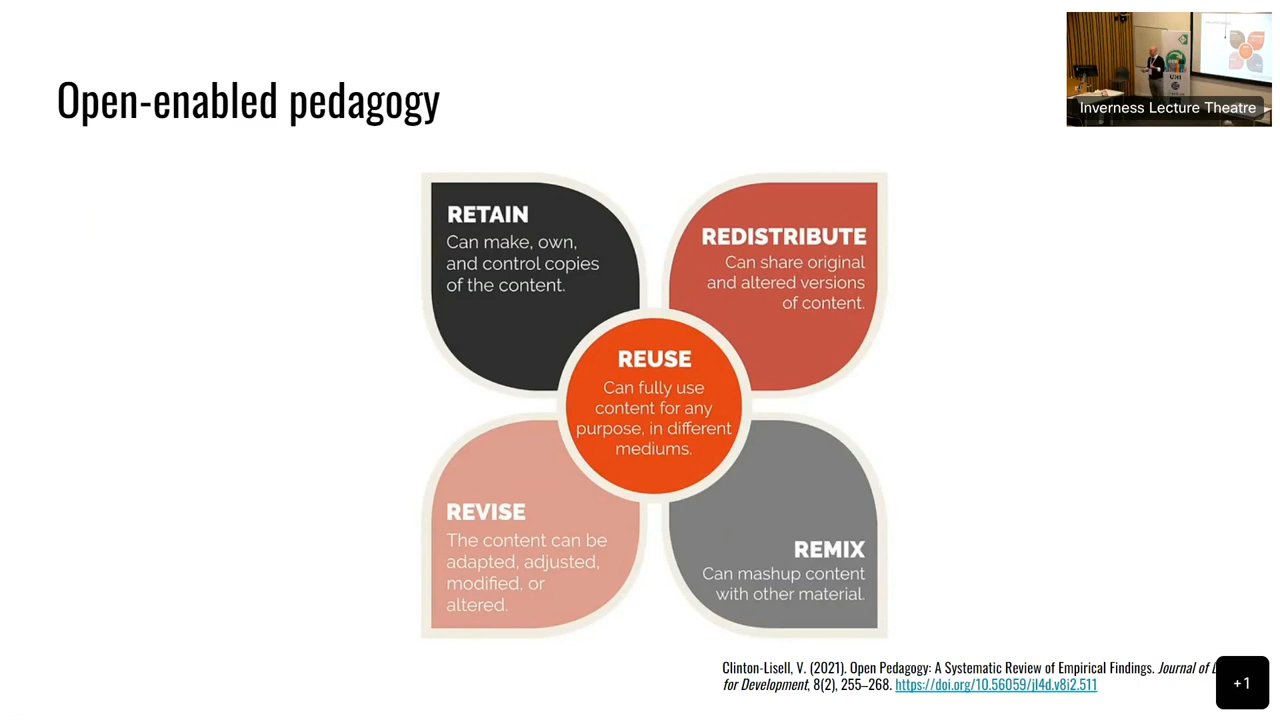 Open-enabled pedagogy
Inverness Lecture Theatre
RETAIN
Can make, own,
and control copies
of the content.
REDISTRIBUTE
Can share original
and altered versions
of content.
REUSE
Can fully use
content for any
purpose, in different
mediums.
REVISE
The content can be
adapted, adjusted,
modified, or
altered.
REMIX
Can mashup content
with other material.
Clinton-Lisell, V. (2021). Open Pedagogy: A Systematic Review of Empirical Findings. Journal of
for Development, 8(2), 255–268. https://doi.org/10.56059/jl4d.v8i2.511
+1